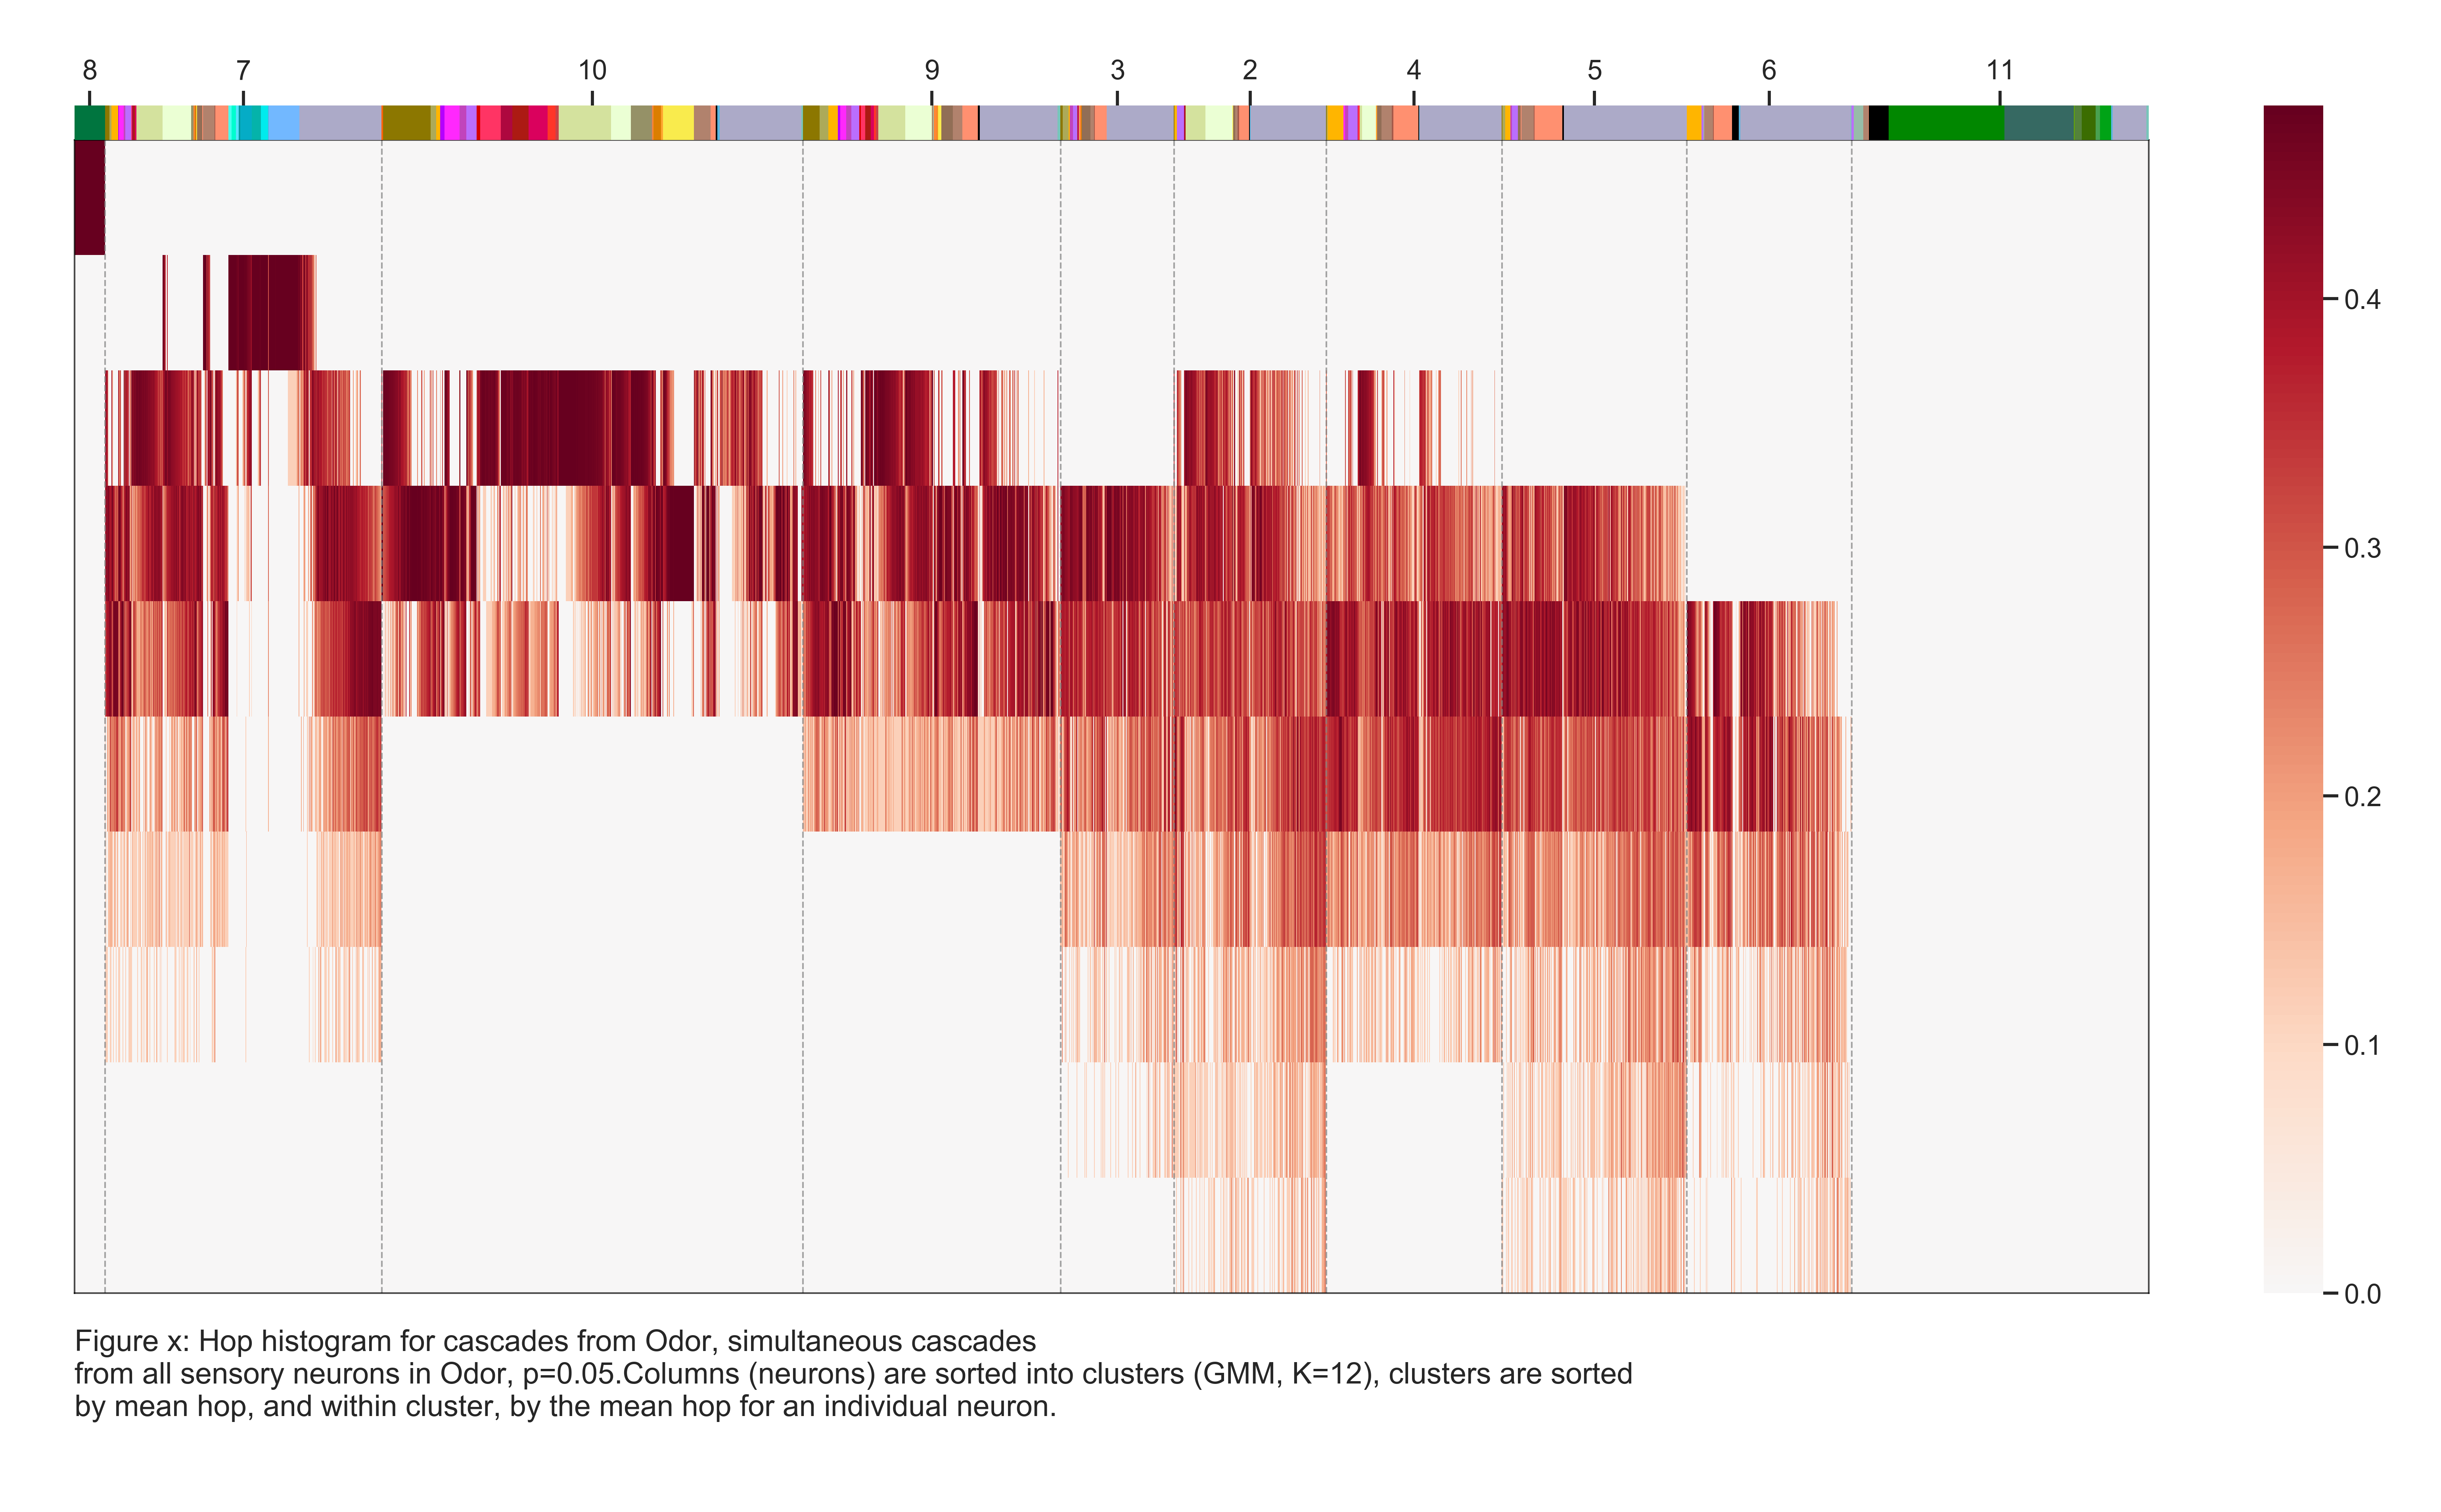 8 7 10 9 3 2 4 5 6 11
0.4
0.3
0.2
0.1
0.0
Figure x: Hop histogram for cascades from Odor, simultaneous cascades
from all sensory neurons in Odor, p=0.05.Columns (neurons) are sorted into clusters (GMM, K=12), clusters are sorted
by mean hop, and within cluster, by the mean hop for an individual neuron.